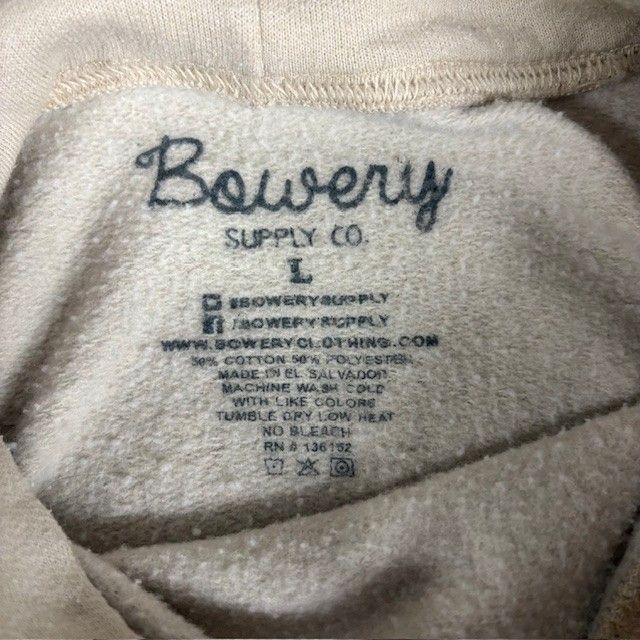 Bowery
SUPPLY CO.
L
#BOWERYSUPPLY
/BOWERYSUPPLY
WWW.BOWERYCLOTHING.COM
50% COTTON 50% POLYESTER
MADE IN EL SALVADOR
MACHINE WASH COLD
WITH LIKE COLORS
TUMBLE DRY LOW HEAT
NO BLEACH
RN # 136152